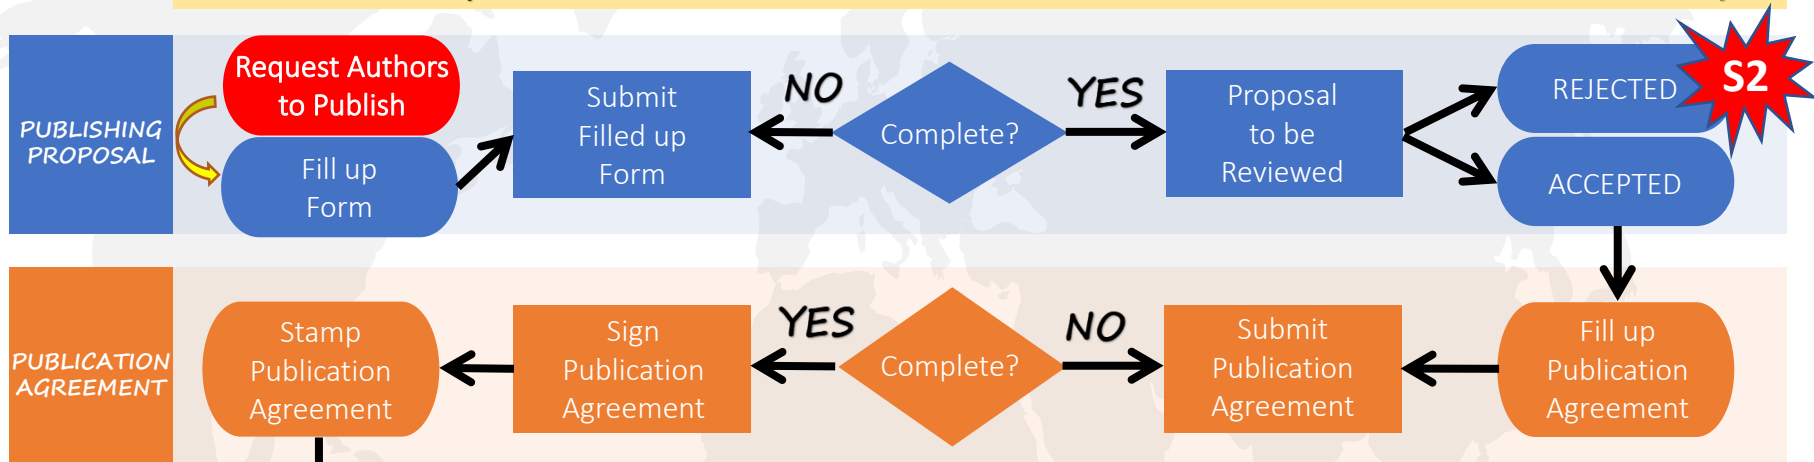 PUBLISHING
PROPOSAL
Request Authors
to Publish
Fill up
Form
Submit
Filled up
Form
NO
Complete?
YES
Proposal
to be
Reviewed
REJECTED
S2
ACCEPTED
PUBLICATION
AGREEMENT
Stamp
Publication
Agreement
Sign
Publication
Agreement
YES
Complete?
NO
Submit
Publication
Agreement
Fill up
Publication
Agreement